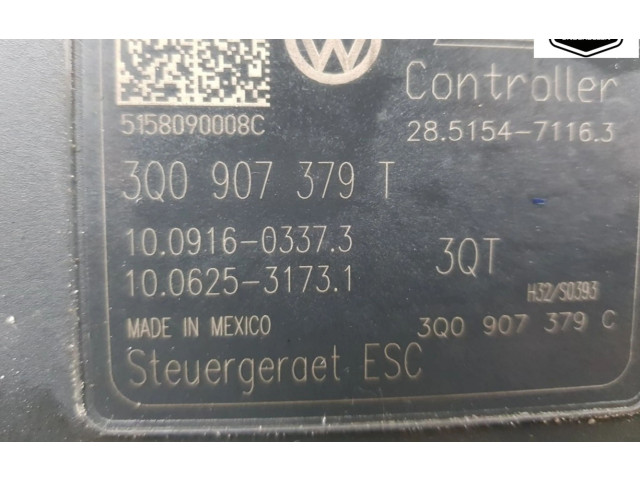 Controller
5158090008C
28.5154-7116.3
3Q0 907 379 T
10.0916-0337.3
10.0625-3173.1
3QT
H32/S0393
MADE IN MEXICO
3Q0 907 379 C
Steuergeraet ESC